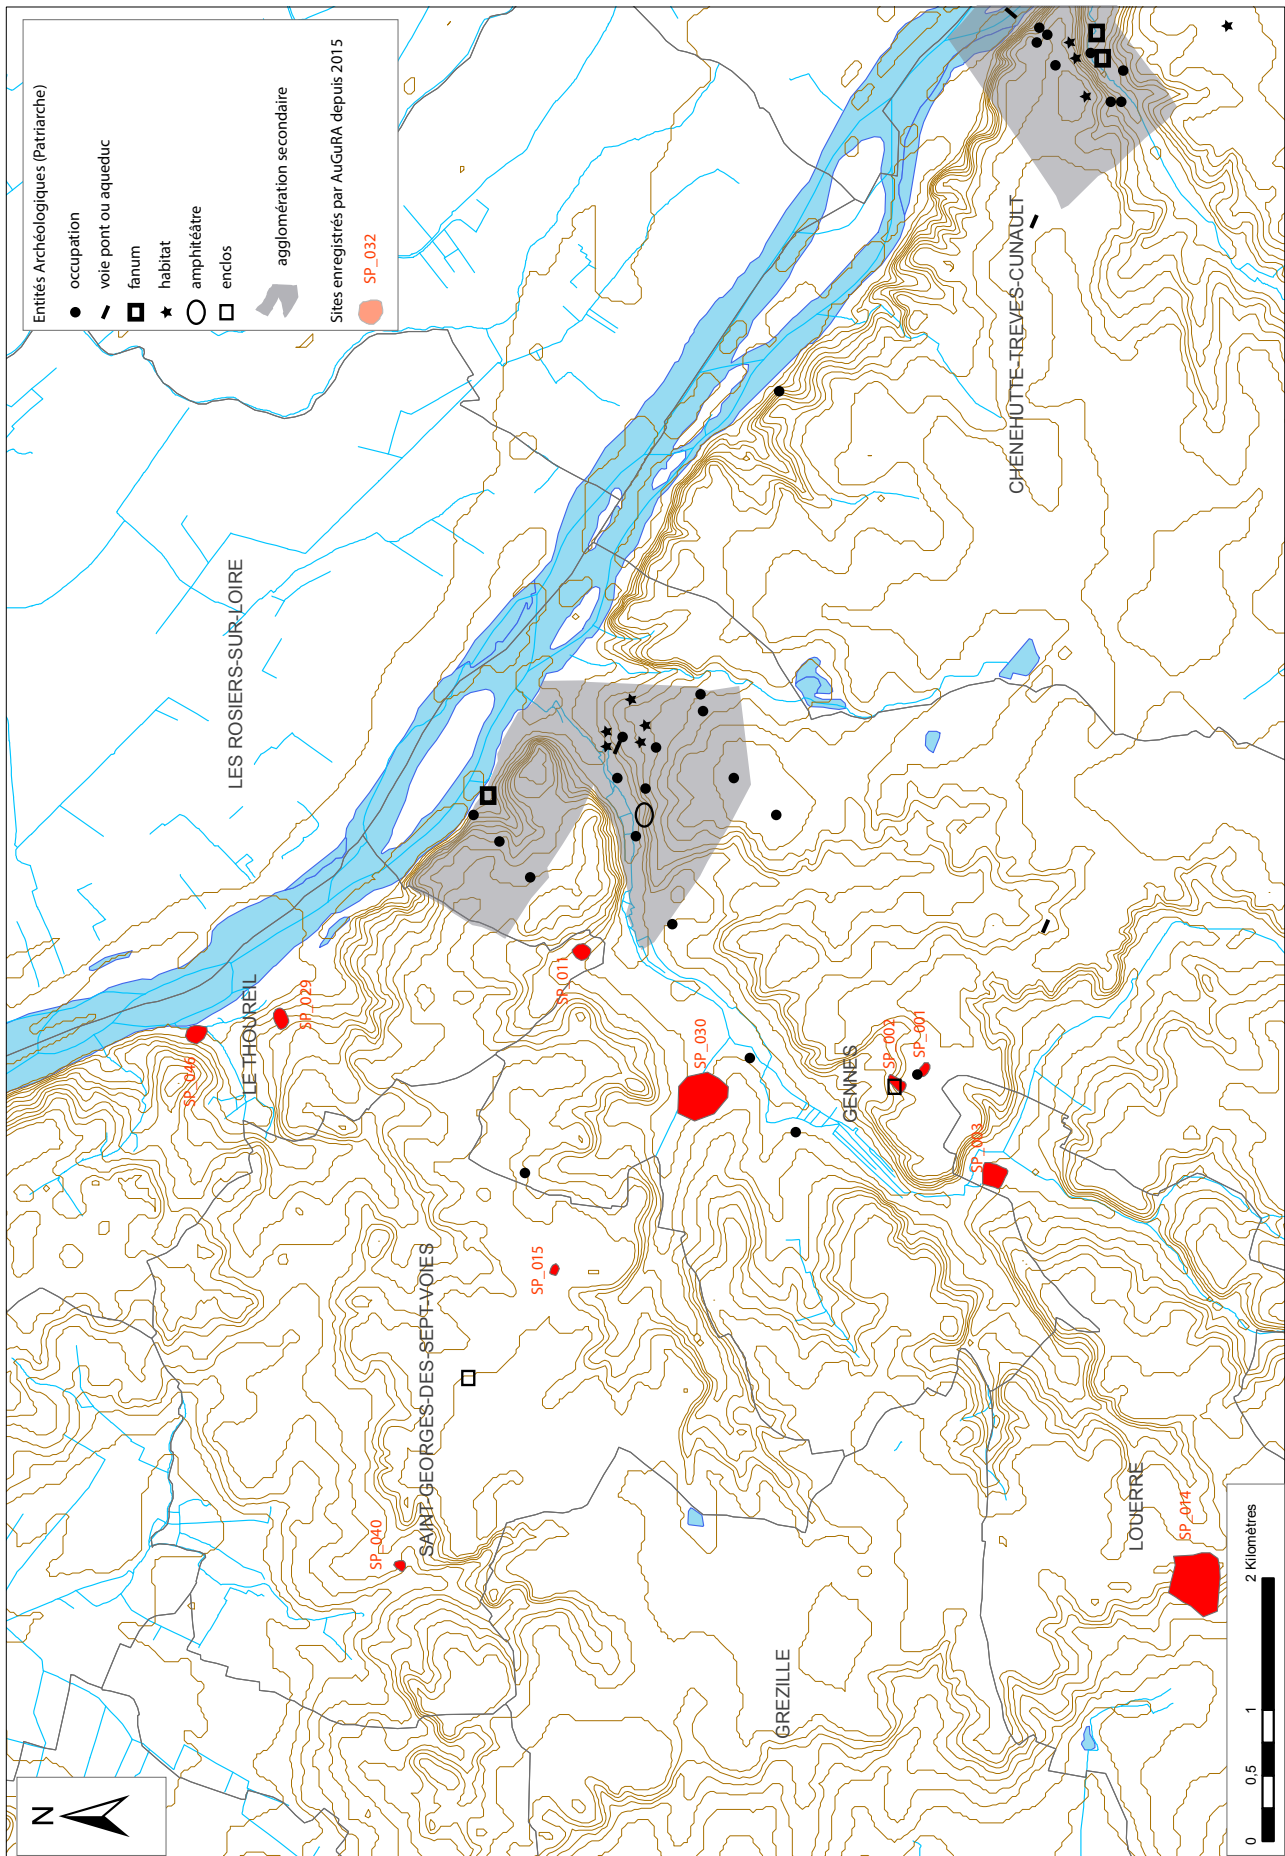 Entités Archéologiques (Patriarche)
occupation
voie pont ou aqueduc
fanum
habitat
amphitéâtre
enclos
agglomération secondaire
Sites enregistrés par AuGuRA depuis 2015
SP_032
N
LES ROSIERS-SUR-LOIRE
LE THOUREIL
SP_046
SP_029
SP_011
SAINT-GEORGES-DES-SEPT-VOIES
SP_040
SP_015
SP_030
GENNES
SP_002
SP_001
SP_003
CHENEHUTTE-TREVES-CUNAULT
GREZILLE
LOUERRE
SP_014
0 0,5 1 2 Kilomètres